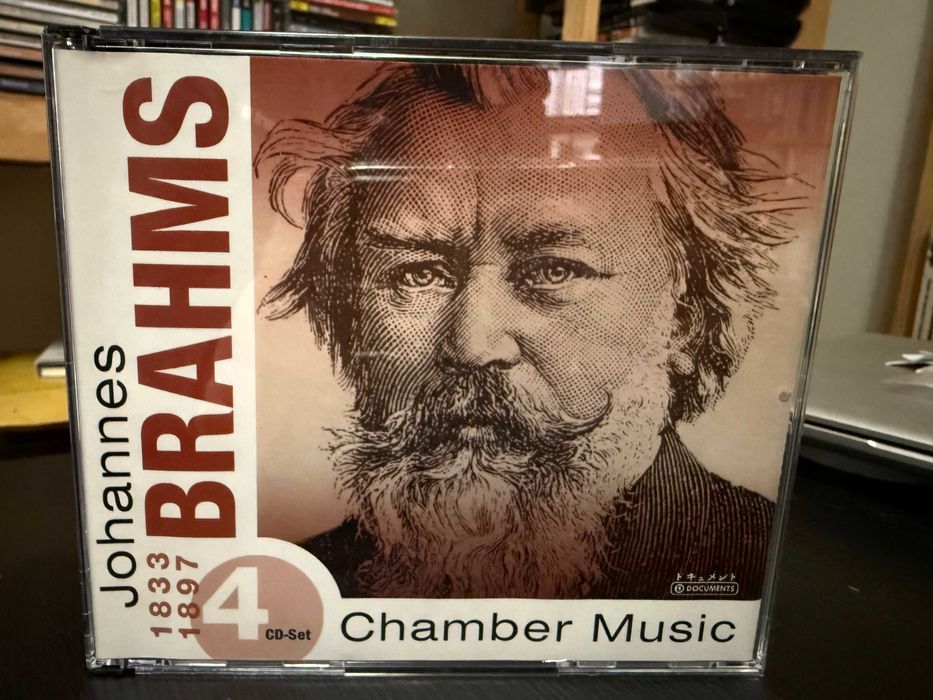 Johannes
BRAHMS
1833
1897
4
CD-Set
Chamber Music
ドキュメント
DOCUMENTS